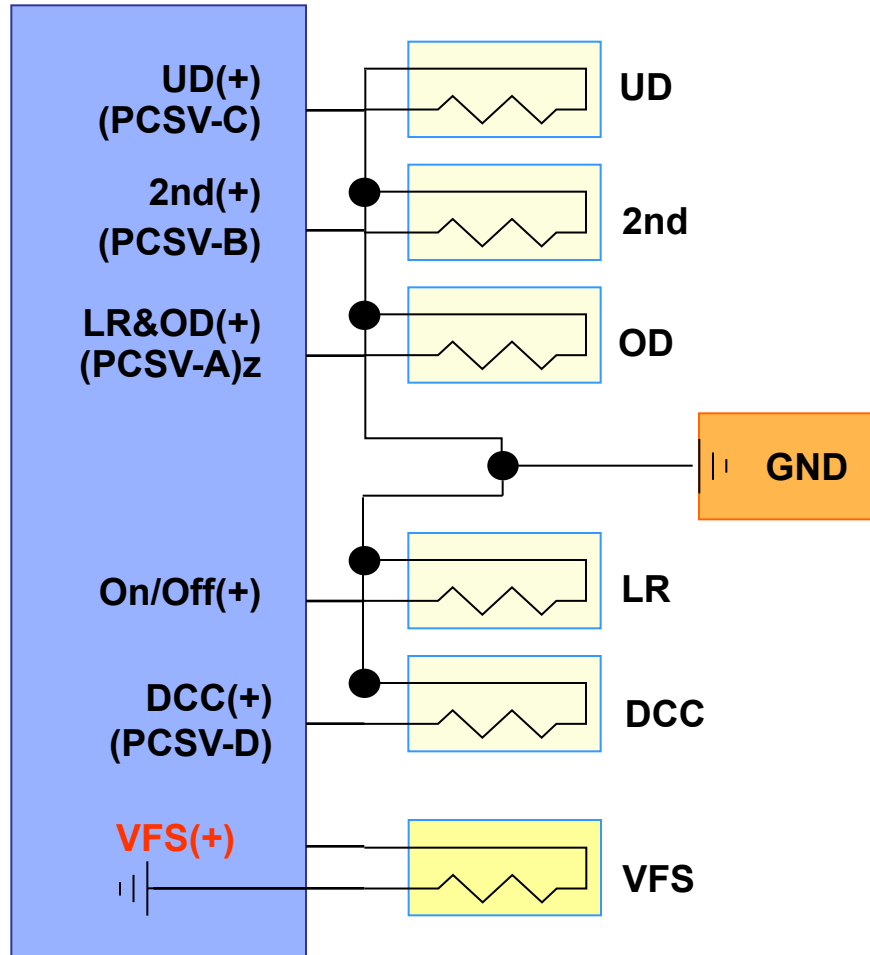 UD(+)
(PCSV-C)
UD
2nd(+)
(PCSV-B)
2nd
LR&OD(+)
(PCSV-A)z
OD
GND
On/Off(+)
LR
DCC(+)
(PCSV-D)
DCC
VFS(+)
VFS